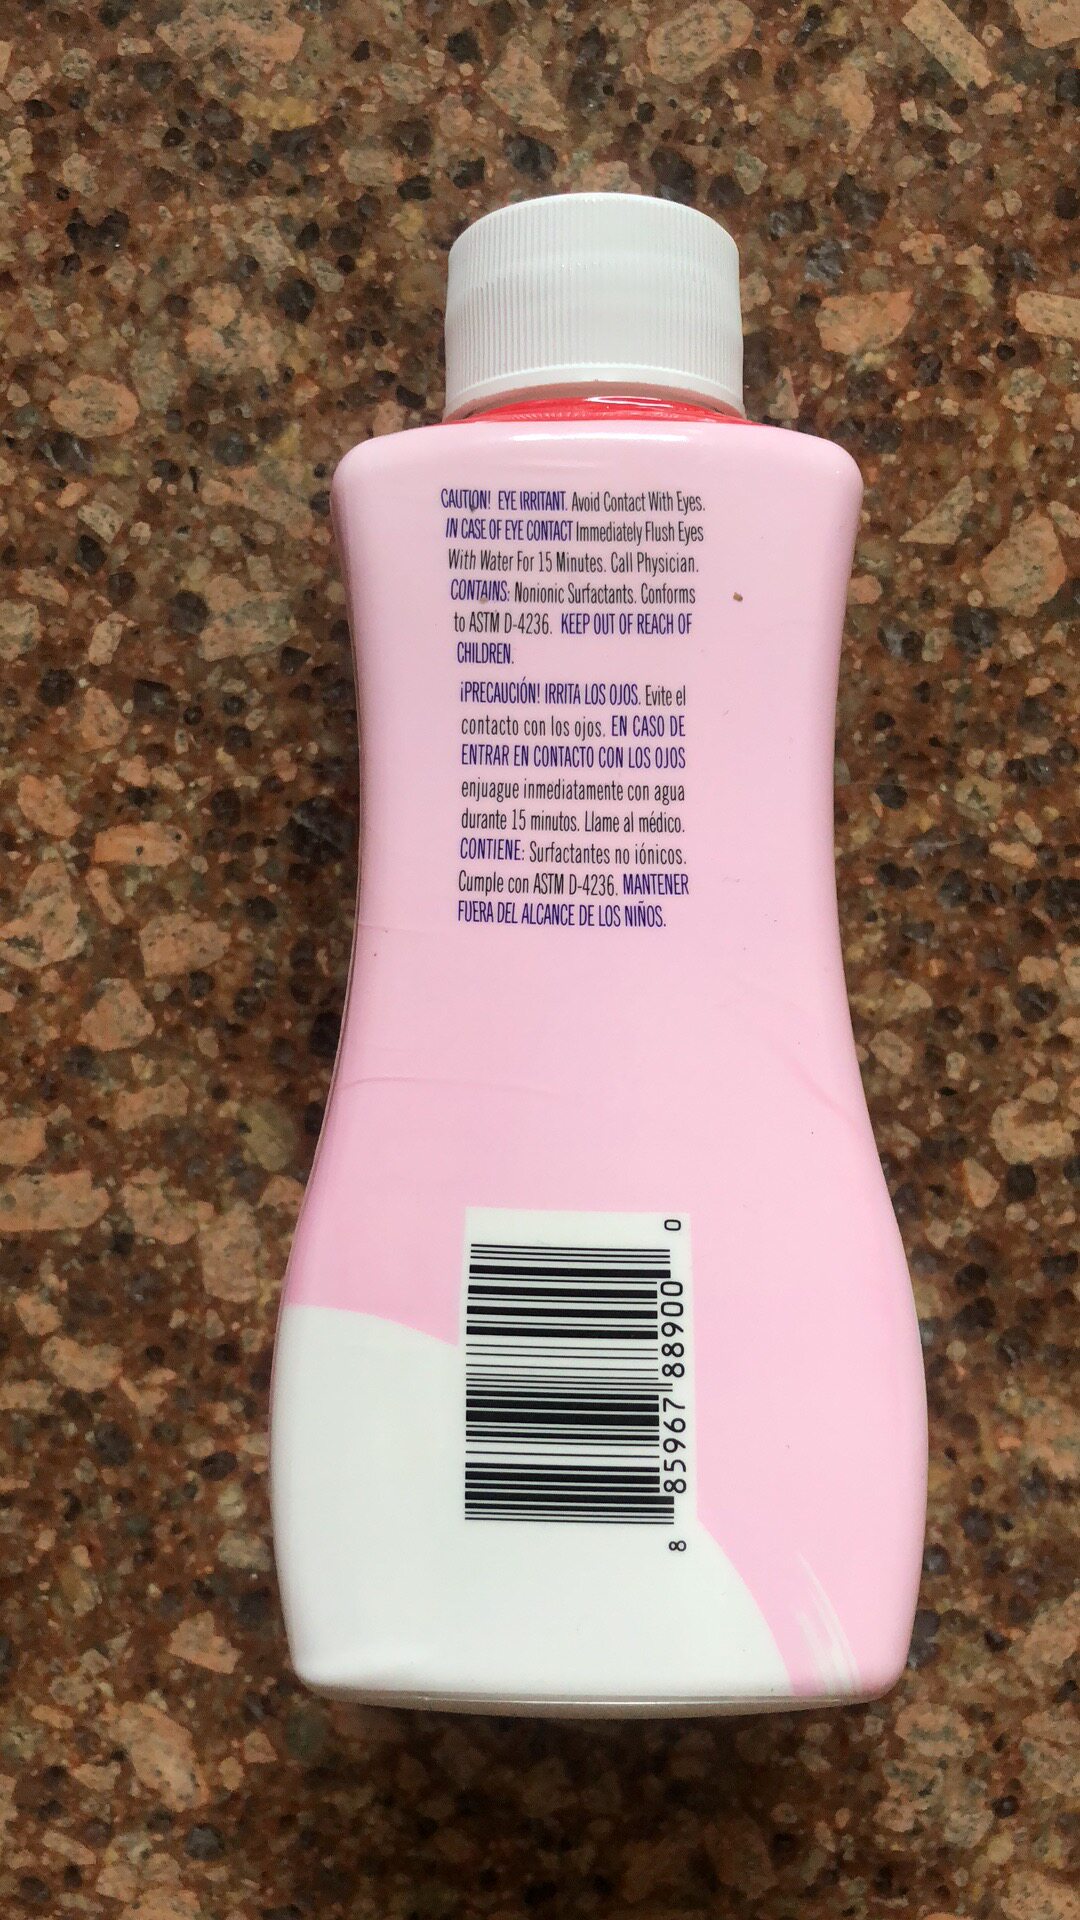 CAUTION! EYE IRRITANT. Avoid Contact With Eyes.
IN CASE OF EYE CONTACT Immediately Flush Eyes
With Water For 15 Minutes. Call Physician.
CONTAINS: Nonionic Surfactants. Conforms
to ASTM D-4236. KEEP OUT OF REACH OF
CHILDREN.
¡PRECAUCIÓN! IRRITA LOS OJOS. Evite el
contacto con los ojos. EN CASO DE
ENTRAR EN CONTACTO CON LOS OJOS
enjuague inmediatamente con agua
durante 15 minutos. Llame al médico.
CONTIENE: Surfactantes no iónicos.
Cumple con ASTM D-4236. MANTENER
FUERA DEL ALCANCE DE LOS NIÑOS.
8 85967 88900 0